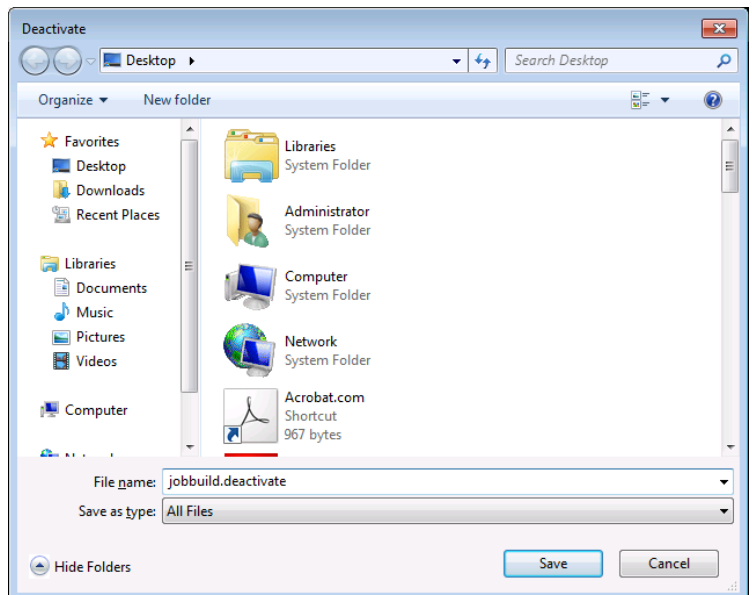 Deactivate
Desktop
Search Desktop
Organize
New folder
Favorites
Desktop
Downloads
Recent Places
Libraries
Documents
Music
Pictures
Videos
Computer
Libraries
System Folder
Administrator
System Folder
Computer
System Folder
Network
System Folder
Acrobat.com
Shortcut
967 bytes
File name: jobbuild.deactivate
Save as type: All Files
Hide Folders
Save
Cancel